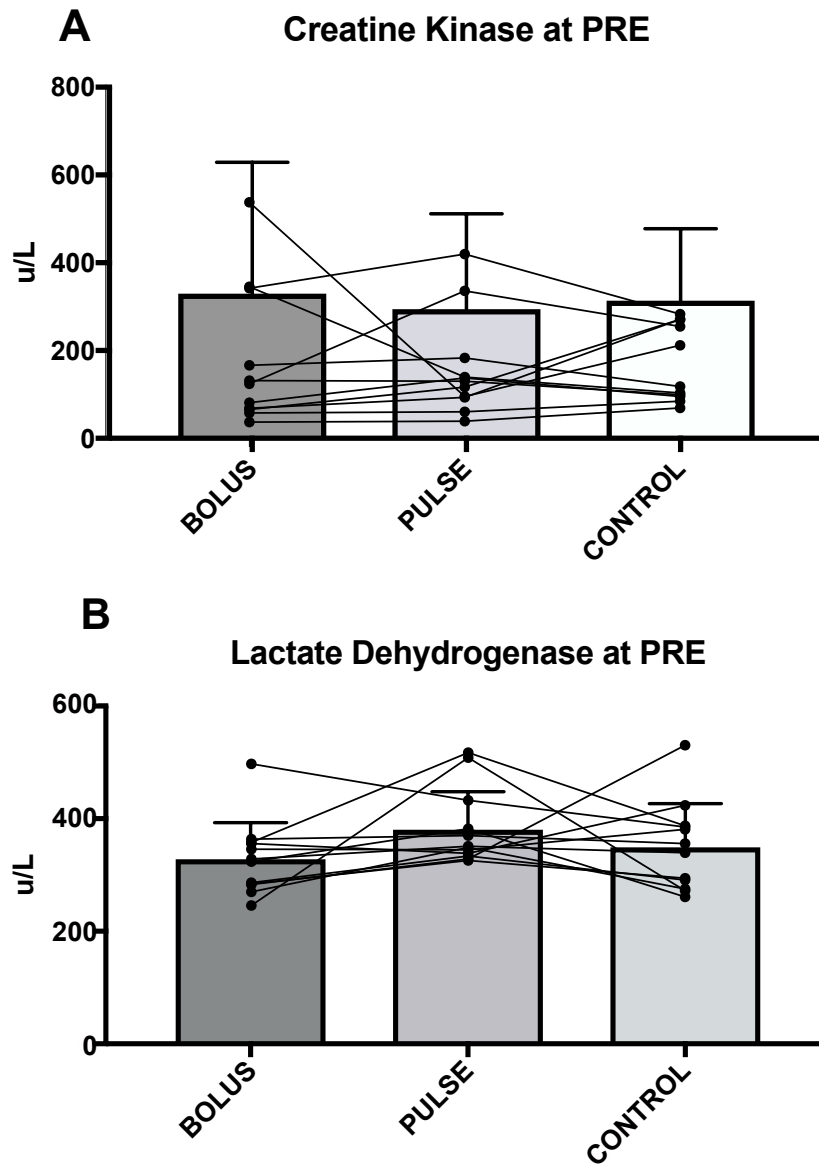 A
Creatine Kinase at PRE
800
600
400
200
0
u/L
BOLUS
PULSE
CONTROL
B
Lactate Dehydrogenase at PRE
600
400
200
0
u/L
BOLUS
PULSE
CONTROL